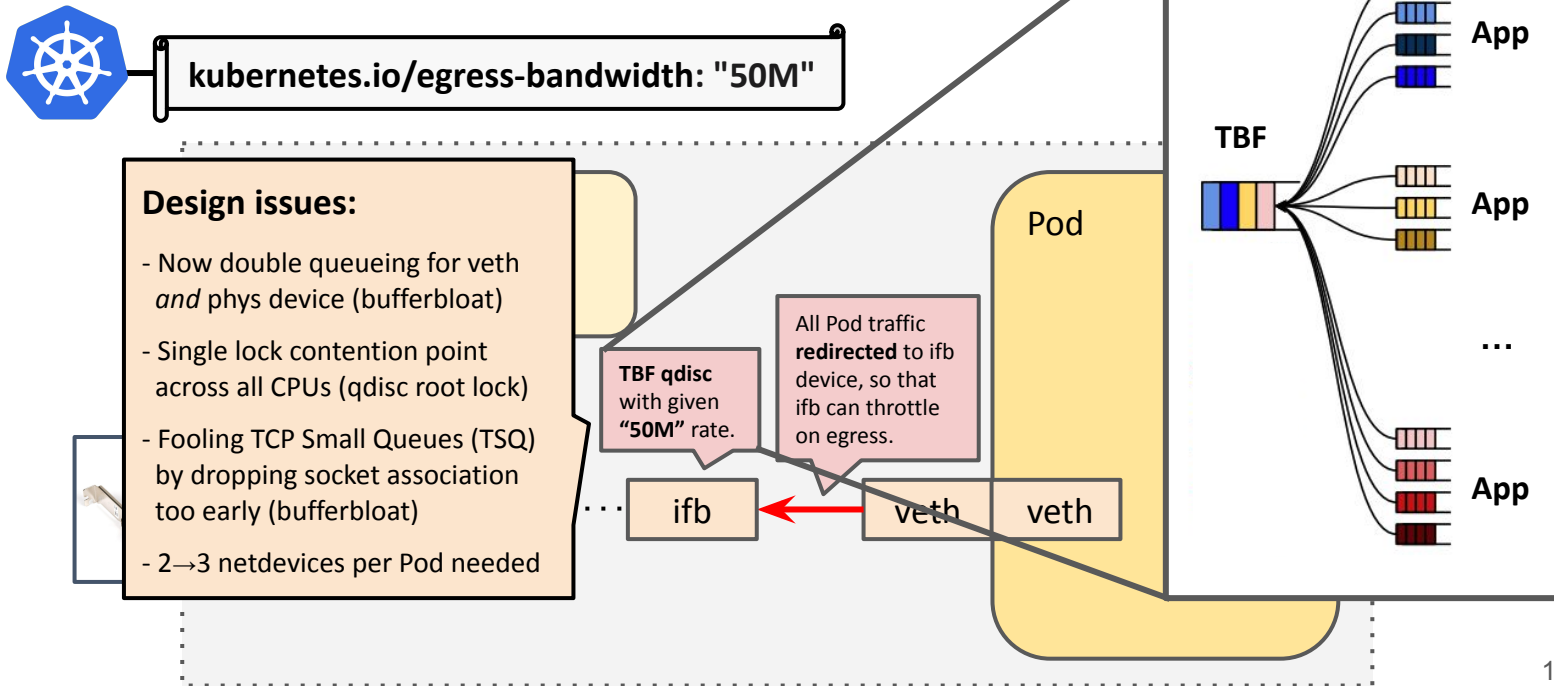 kubernetes.io/egress-bandwidth: "50M"
Design issues:
- Now double queueing for veth
and phys device (bufferbloat)
- Single lock contention point
across all CPUs (qdisc root lock)
- Fooling TCP Small Queues (TSQ)
by dropping socket association
too early (bufferbloat)
- 2→3 netdevices per Pod needed
TBF qdisc
with given
“50M” rate.
All Pod traffic
redirected to ifb
device, so that
ifb can throttle
on egress.
...
ifb
veth
veth
Pod
TBF
App
App
...
App
1